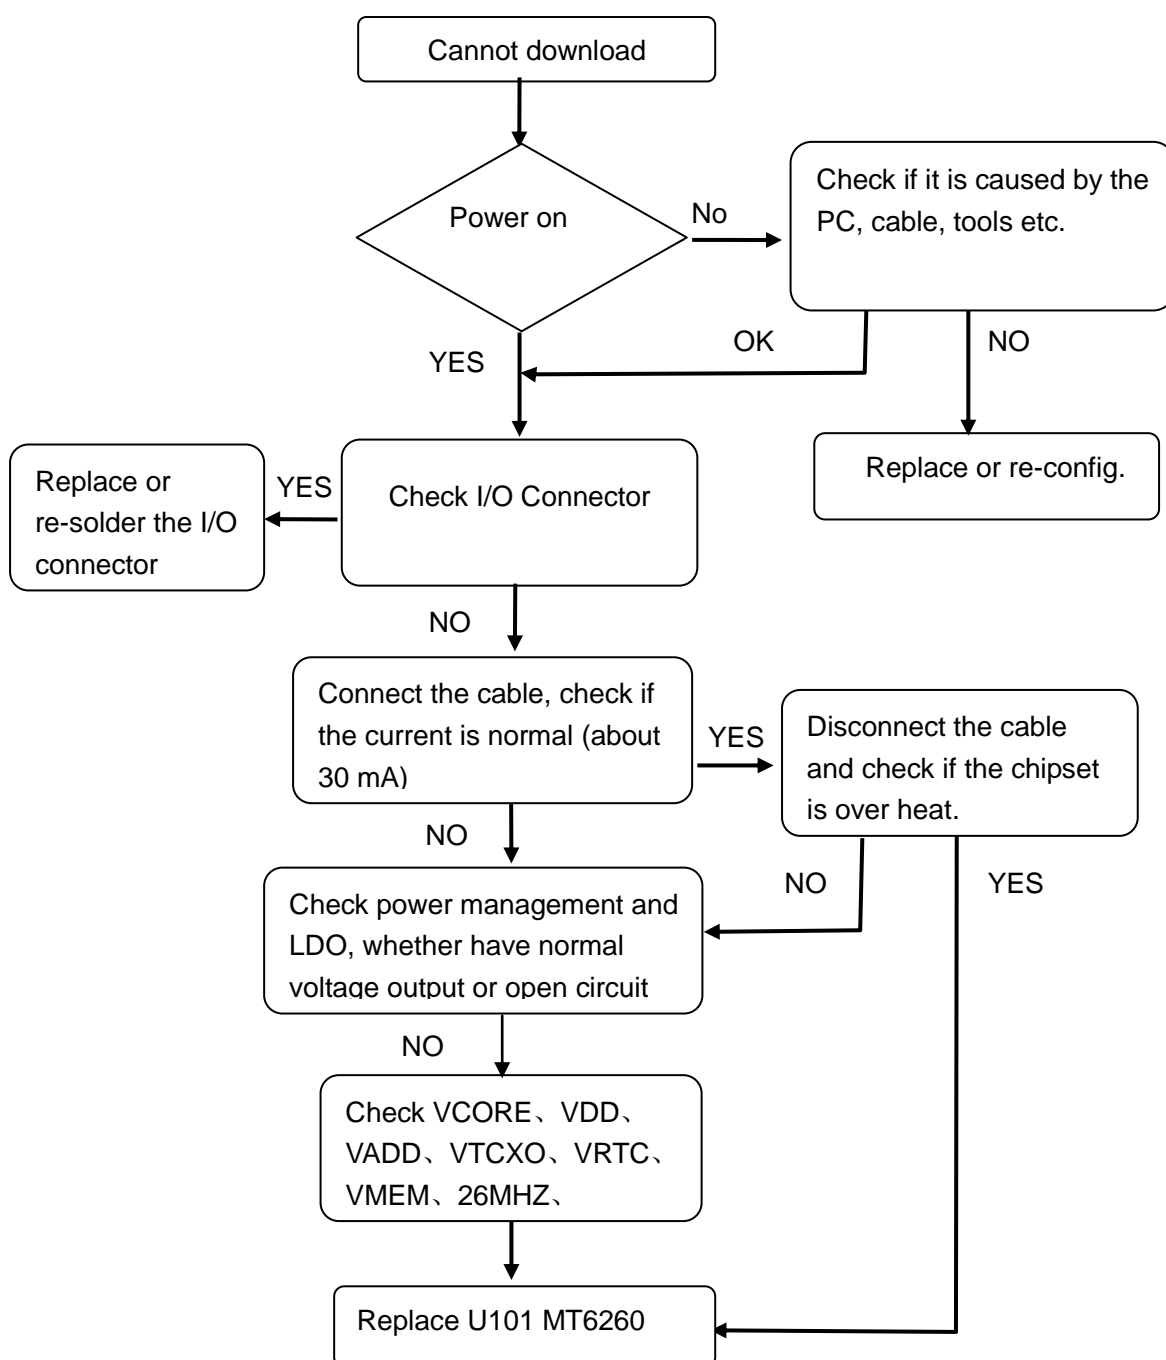 Cannot download
Power on
No
Check if it is caused by the
PC, cable, tools etc.
YES
OK
NO
Replace or re-config.
Replace or
re-solder the I/O
connector
YES
Check I/O Connector
NO
Connect the cable, check if
the current is normal (about
30 mA)
YES
Disconnect the cable
and check if the chipset
is over heat.
NO
NO
YES
Check power management and
LDO, whether have normal
voltage output or open circuit
NO
Check VCORE、VDD、
VADD、VTCXO、VRTC、
VMEM、26MHZ、
Replace U101 MT6260